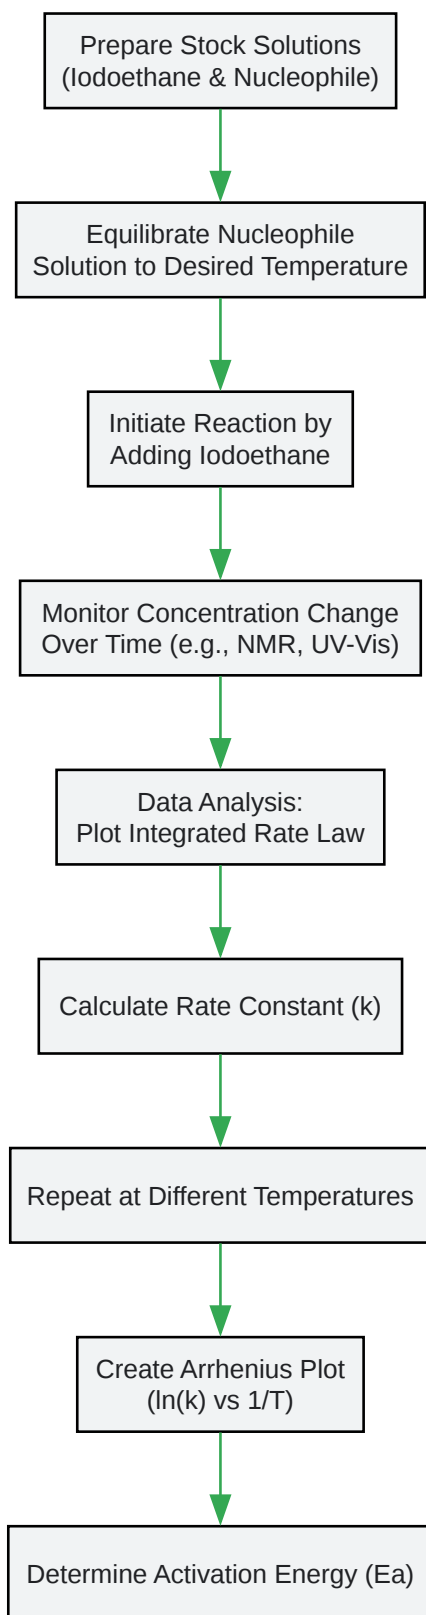 Prepare Stock Solutions
(Iodoethane & Nucleophile)
Equilibrate Nucleophile
Solution to Desired Temperature
Initiate Reaction by
Adding Iodoethane
Monitor Concentration Change
Over Time (e.g., NMR, UV-Vis)
Data Analysis:
Plot Integrated Rate Law
Calculate Rate Constant (k)
Repeat at Different Temperatures
Create Arrhenius Plot
(ln(k) vs 1/T)
Determine Activation Energy (Ea)